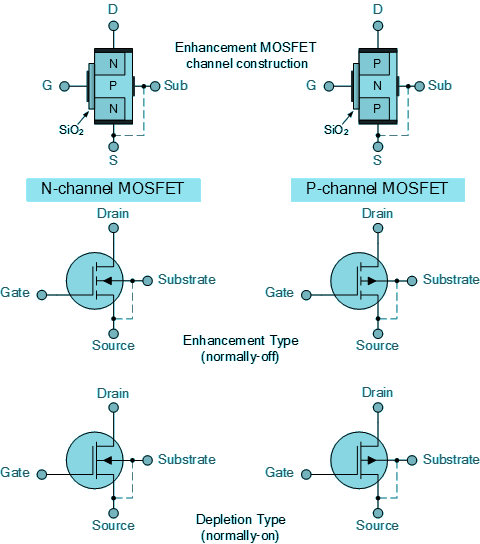 D
D
Enhancement MOSFET
channel construction
N
P
N
P
N
P
G
Sub
G
Sub
SiO2
SiO2
S
S
N-channel MOSFET
P-channel MOSFET
Drain
Drain
Substrate
Substrate
Gate
Gate
Source
Source
Enhancement Type
(normally-off)
Drain
Drain
Substrate
Substrate
Gate
Gate
Source
Source
Depletion Type
(normally-on)